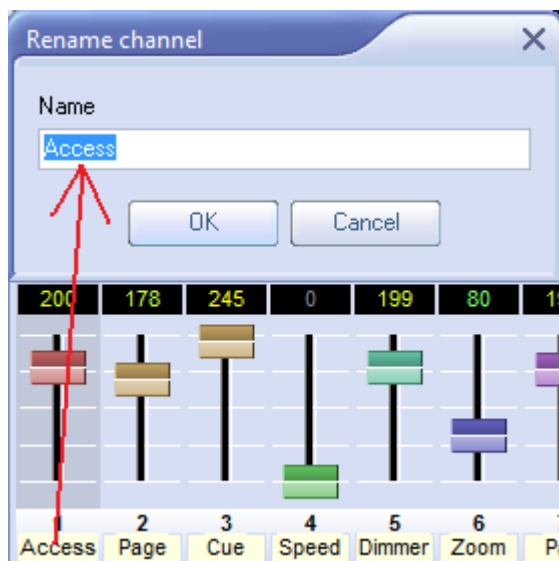 Rename channel
Name
Access
OK Cancel
200 178 245 0 199 80
1 2 3 4 5 6
Access Page Cue Speed Dimmer Zoom